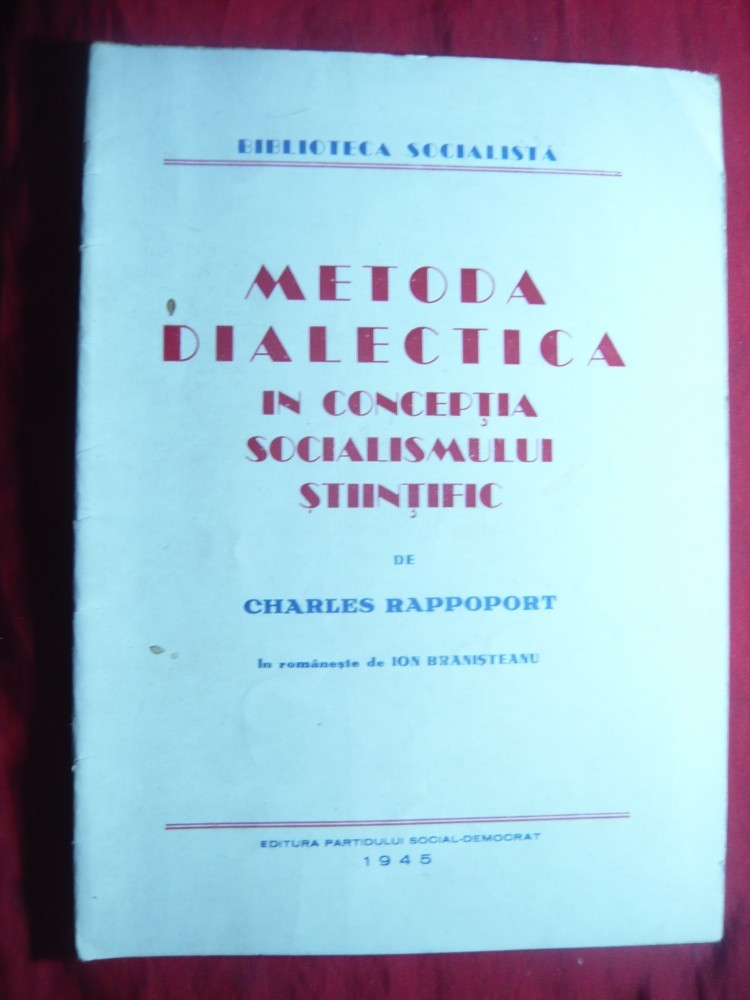 BIBLIOTECA SOCIALISTĂ
METODA
DIALECTICA
IN CONCEPȚIA
SOCIALISMULUI
ȘTIINȚIFIC
DE
CHARLES RAPPOPORT
In românește de ION BRANIȘTEANU
EDITURA PARTIDULUI SOCIAL-DEMOCRAT
1945